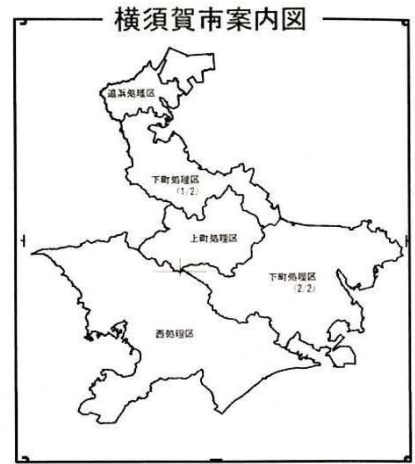 横須賀市案内図
追浜処理区
下町処理区
(1/2)
上町処理区
下町処理区
(2/2)
西処理区